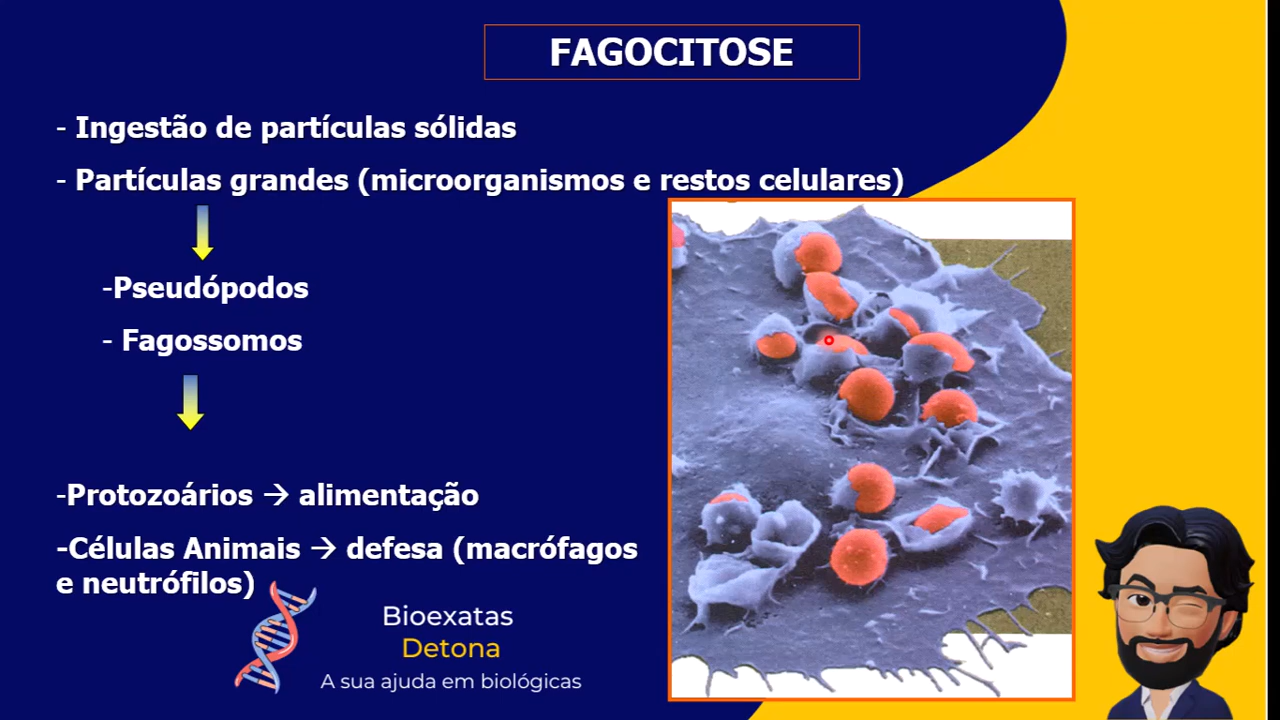 FAGOCITOSE
- Ingestão de partículas sólidas
- Partículas grandes (microorganismos e restos celulares)
-Pseudópodos
- Fagossomos
-Protozoários → alimentação
-Células Animais → defesa (macrófagos
e neutrófilos)
Bioexatas
Detona
A sua ajuda em biológicas